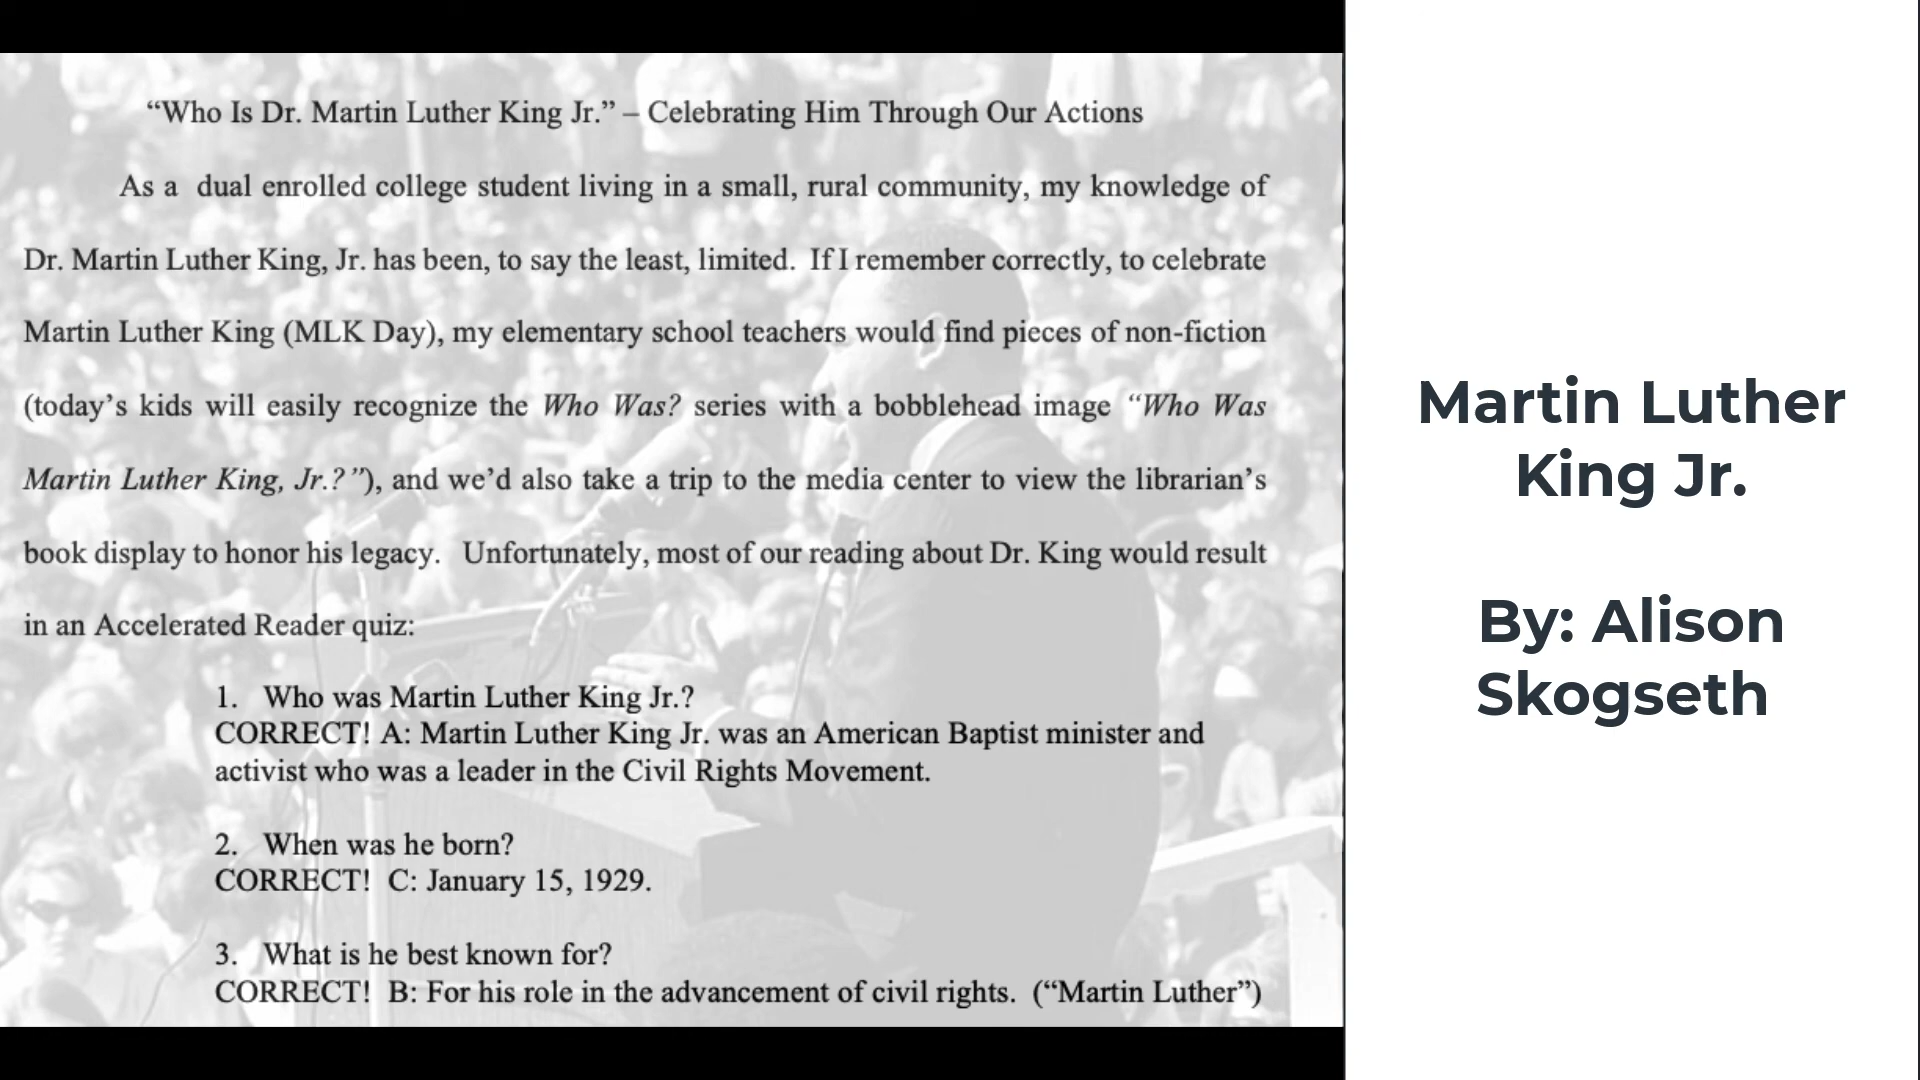 “Who Is Dr. Martin Luther King Jr.” – Celebrating Him Through Our Actions
As a  dual enrolled college student living in a small, rural community, my knowledge of
Dr. Martin Luther King, Jr. has been, to say the least, limited.  If I remember correctly, to celebrate
Martin Luther King (MLK Day), my elementary school teachers would find pieces of non-fiction
(today’s kids will easily recognize the Who Was? series with a bobblehead image “Who Was
Martin Luther King, Jr.?”), and we’d also take a trip to the media center to view the librarian’s
book display to honor his legacy.   Unfortunately, most of our reading about Dr. King would result
in an Accelerated Reader quiz:
1.   Who was Martin Luther King Jr.?
CORRECT! A: Martin Luther King Jr. was an American Baptist minister and
activist who was a leader in the Civil Rights Movement.
2.   When was he born?
CORRECT!  C: January 15, 1929.
3.   What is he best known for?
CORRECT!  B: For his role in the advancement of civil rights.  (“Martin Luther”)
Martin Luther
King Jr.
By: Alison
Skogseth